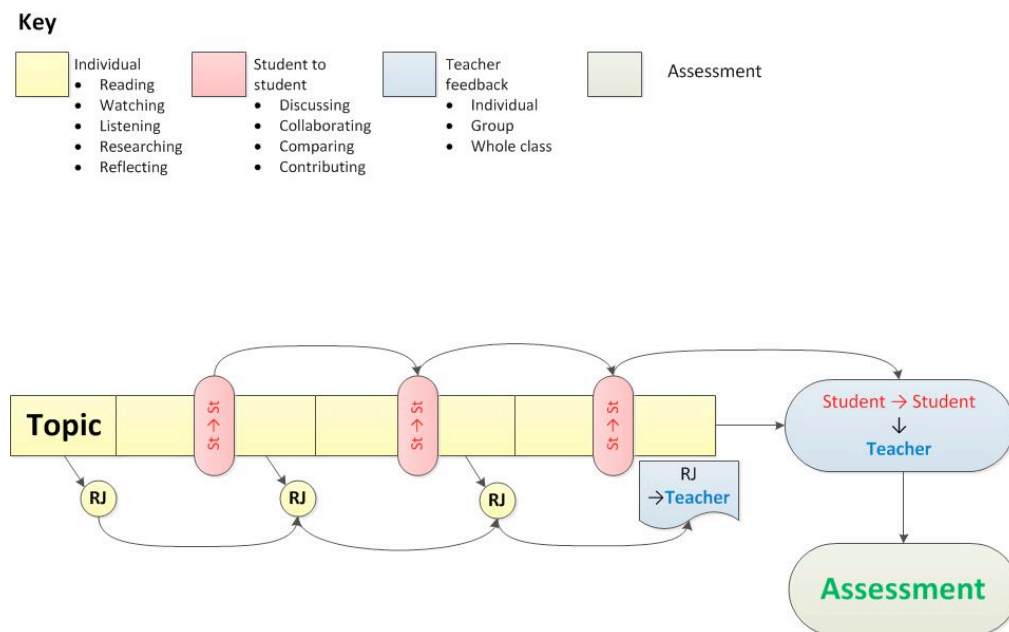 Key
Individual
• Reading
• Watching
• Listening
• Researching
• Reflecting
Student to
student
• Discussing
• Collaborating
• Comparing
• Contributing
Teacher
feedback
• Individual
• Group
• Whole class
Assessment
Topic
St → St
St → St
St → St
Student → Student
↓
Teacher
RJ
RJ
RJ
RJ
→Teacher
Assessment